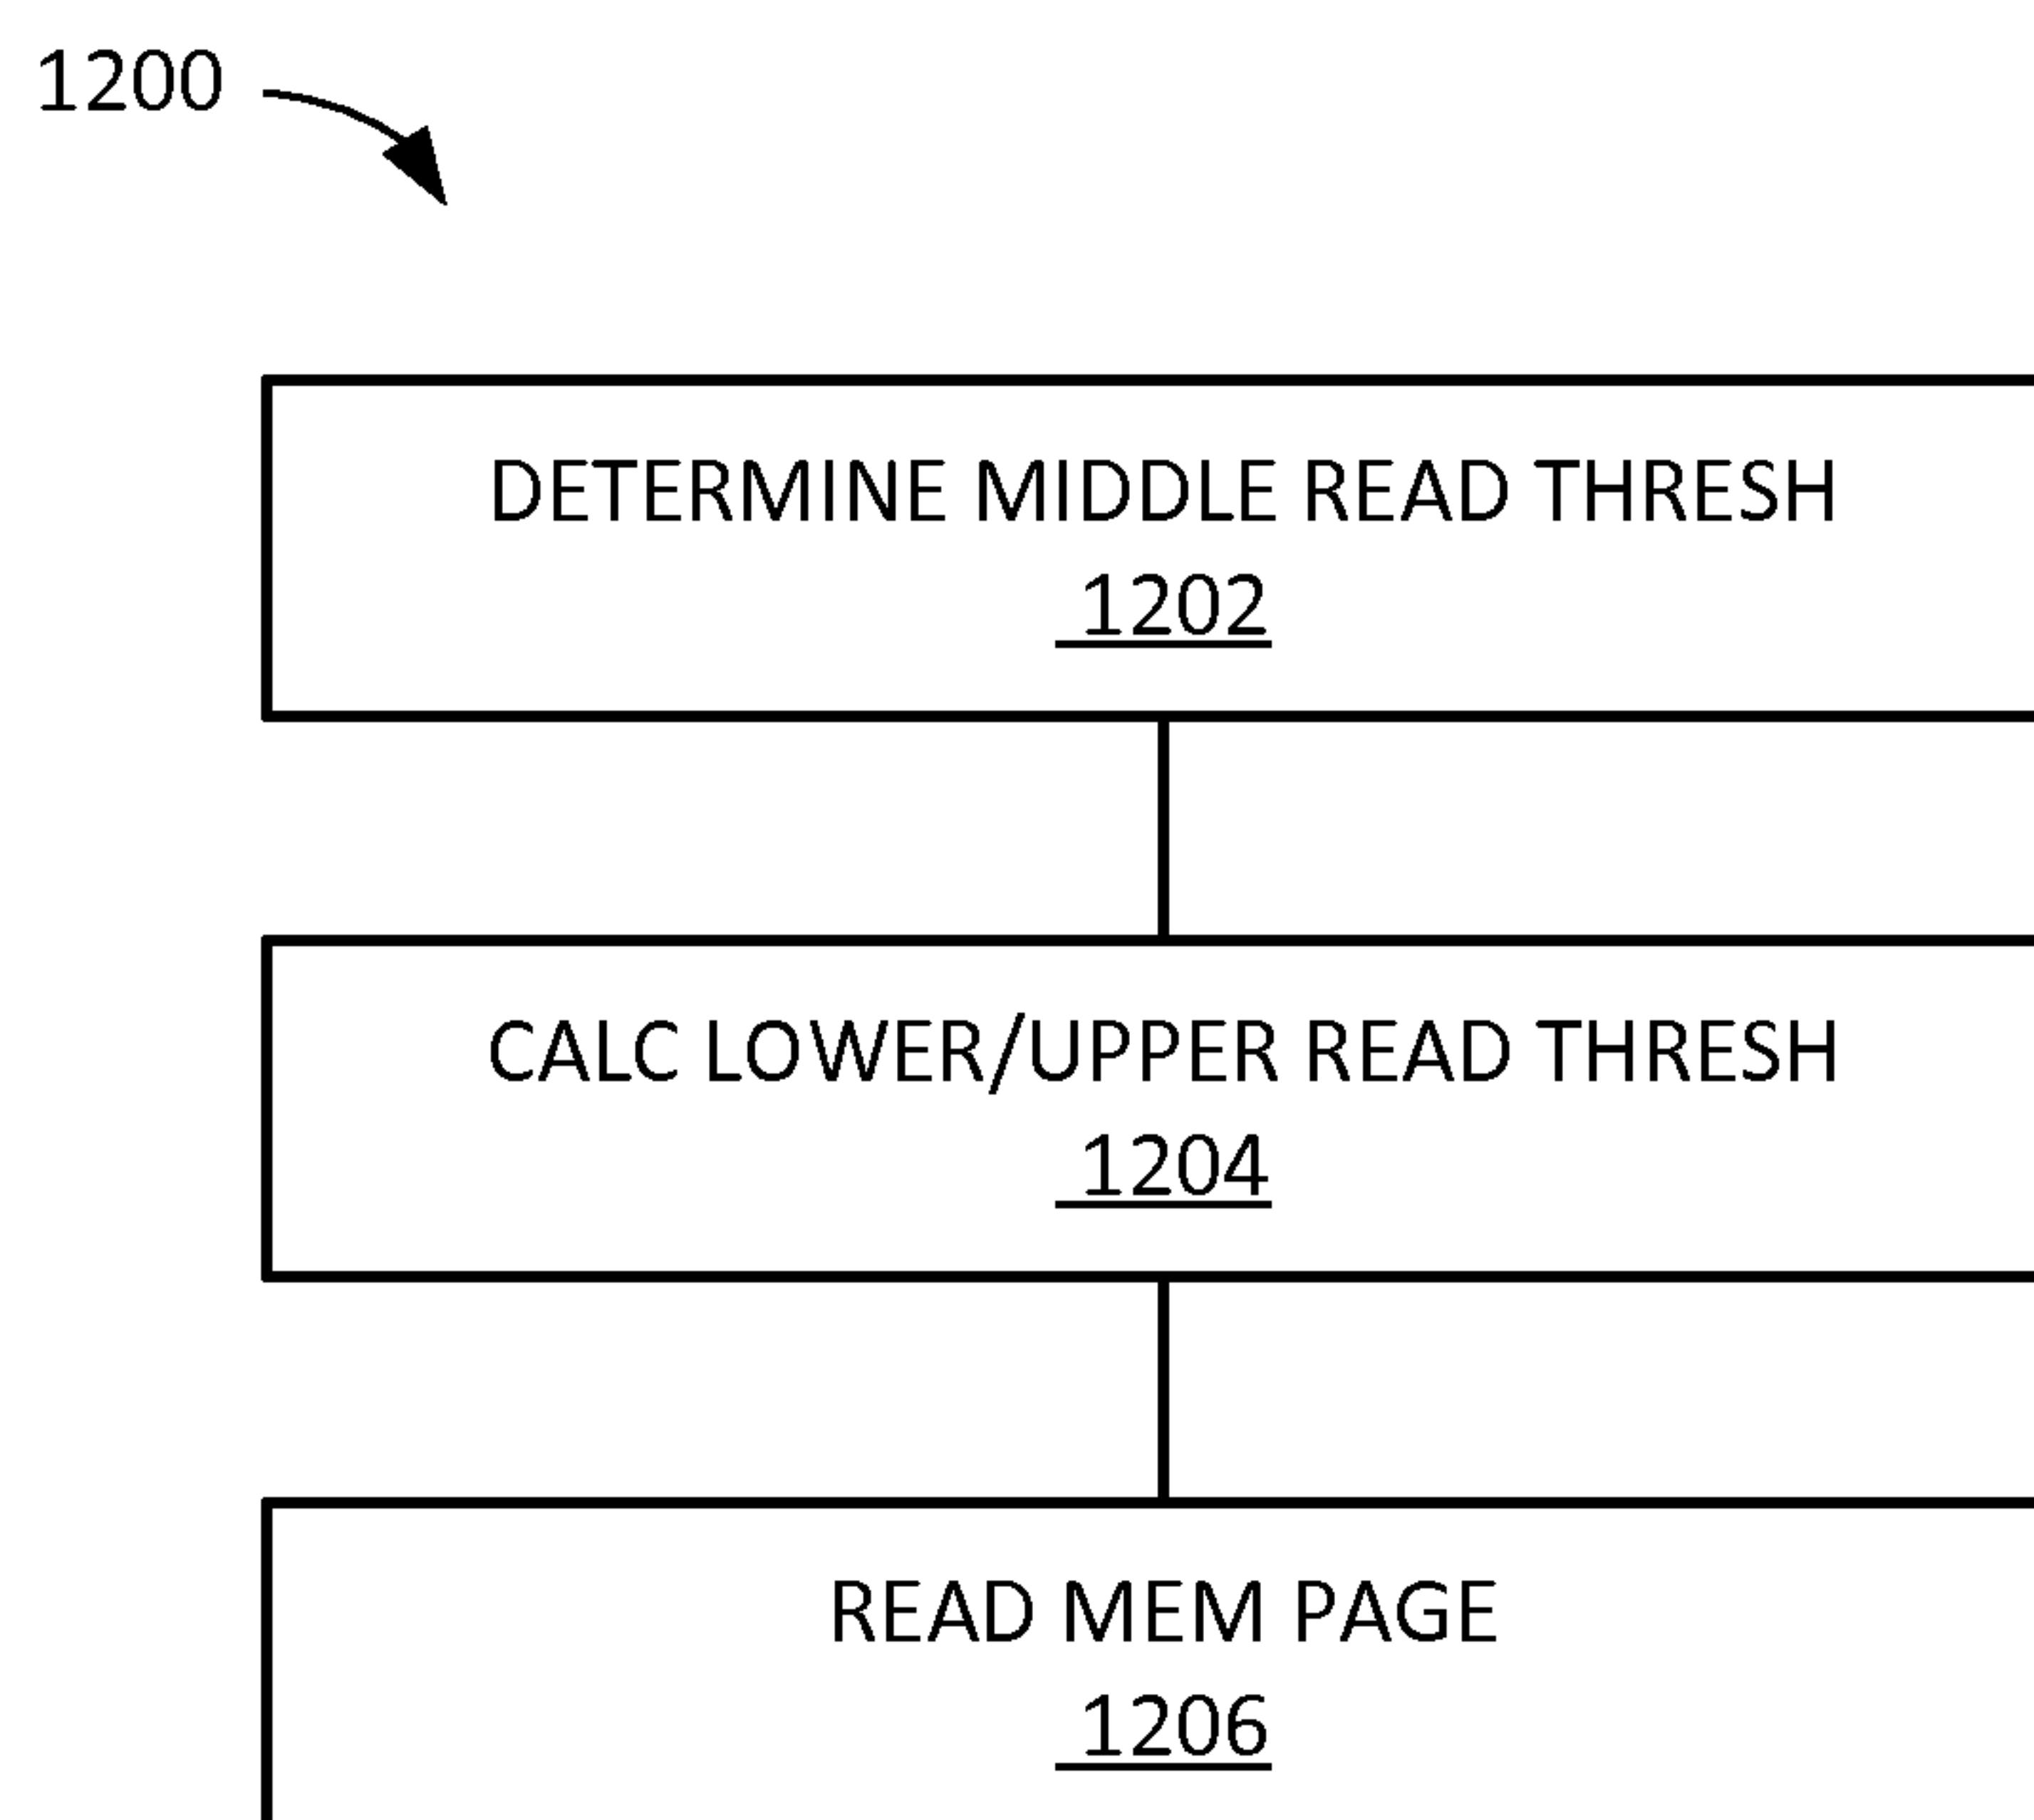 1200
DETERMINE MIDDLE READ THRESH
1202
CALC LOWER/UPPER READ THRESH
1204
READ MEM PAGE
1206